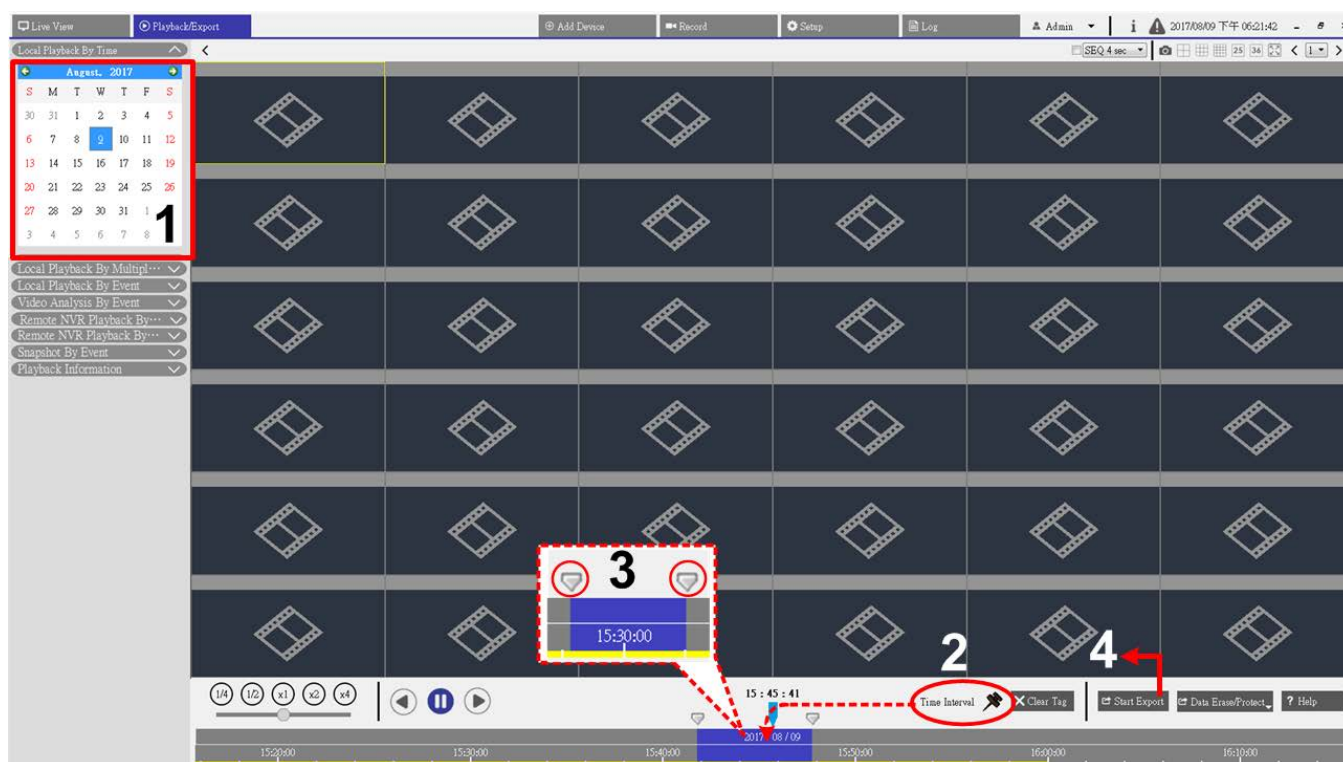 Live View Playback/Export Add Device Record Setup Log Admin i 2017/08/09 下午 06:21:42
Local Playback By Time
SEQ 4 sec 25 36 1
August, 2017
S M T W T F S
30 31 1 2 3 4 5
6 7 8 9 10 11 12
13 14 15 16 17 18 19
20 21 22 23 24 25 26
27 28 29 30 31 1
3 4 5 6 7 8
1
Local Playback By Multipl···
Local Playback By Event
Video Analysis By Event
Remote NVR Playback By···
Remote NVR Playback By···
Snapshot By Event
Playback Information
3
15:30:00
2
4
1/4 1/2 x1 x2 x4
15 : 45 : 41
Time Interval Clear Tag Start Export Data Erase/Protect ? Help
2017 / 08 / 09
15:20:00 15:30:00 15:40:00 15:50:00 16:00:00 16:10:00